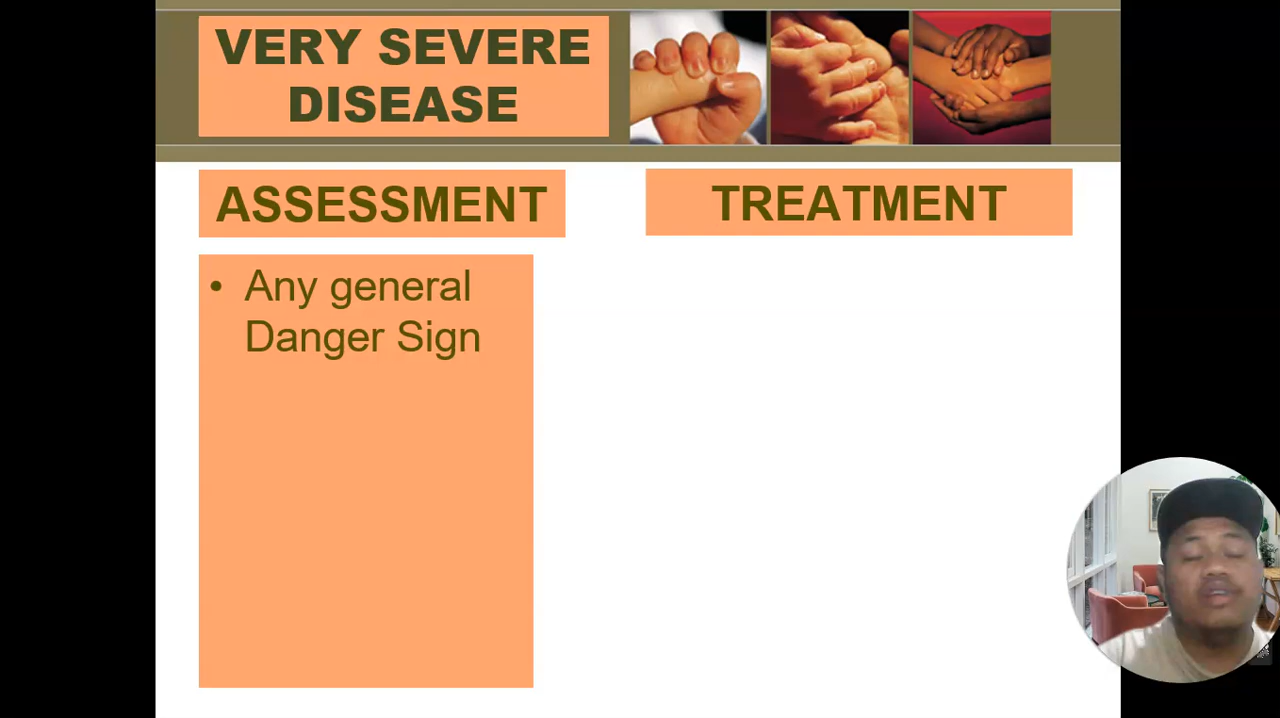 VERY SEVERE
DISEASE
ASSESSMENT
TREATMENT
• Any general
Danger Sign